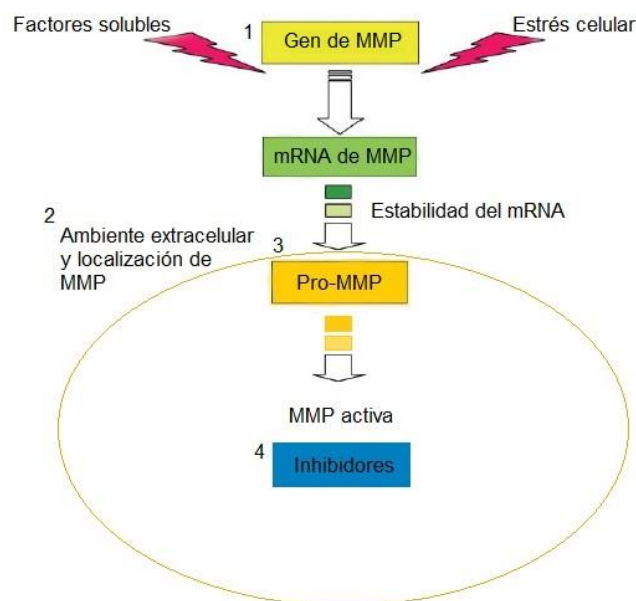 Factores solubles
Estrés celular
1
Gen de MMP
mRNA de MMP
Estabilidad del mRNA
2
Ambiente extracelular
y localización de
MMP
3
Pro-MMP
MMP activa
4
Inhibidores